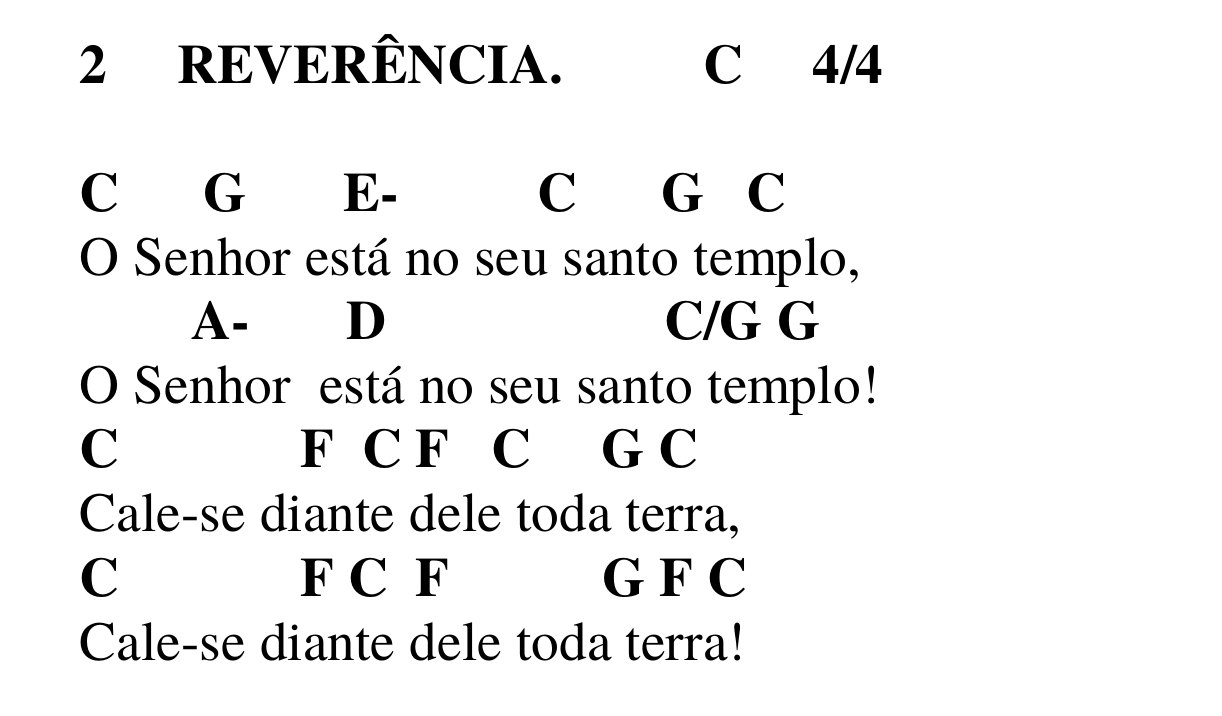 2 REVERÊNCIA. C 4/4
C G E- C G C
O Senhor está no seu santo templo,
A- D C/G G
O Senhor está no seu santo templo!
C F C F C G C
Cale-se diante dele toda terra,
C F C F G F C
Cale-se diante dele toda terra!